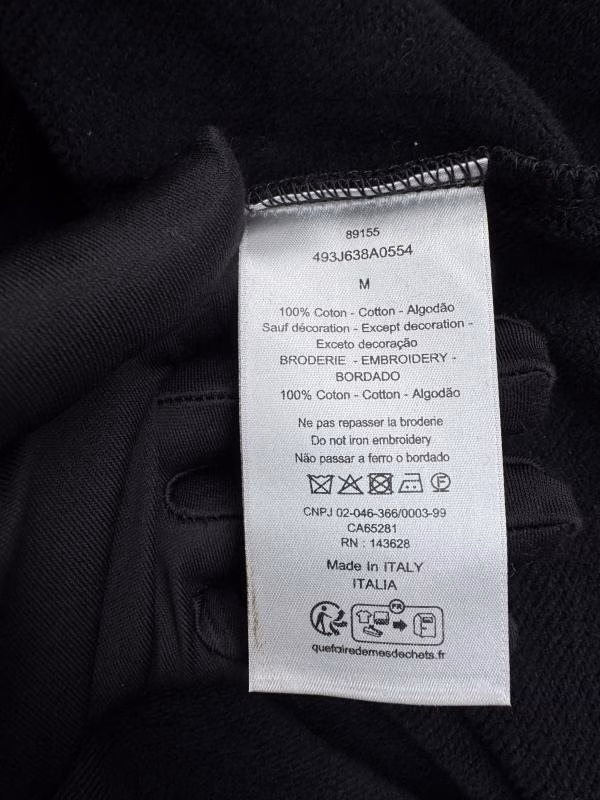 89155
493J638A0554
M
100% Coton - Cotton - Algodão
Sauf décoration - Except decoration -
Exceto decoração
BRODERIE - EMBROIDERY -
BORDADO
100% Coton - Cotton - Algodão
Ne pas repasser la broderie
Do not iron embroidery
Não passar a ferro o bordado
F
CNPJ 02-046-366/0003-99
CA65281
RN : 143628
Made In ITALY
ITALIA
FR
quefairedemesdechets.fr